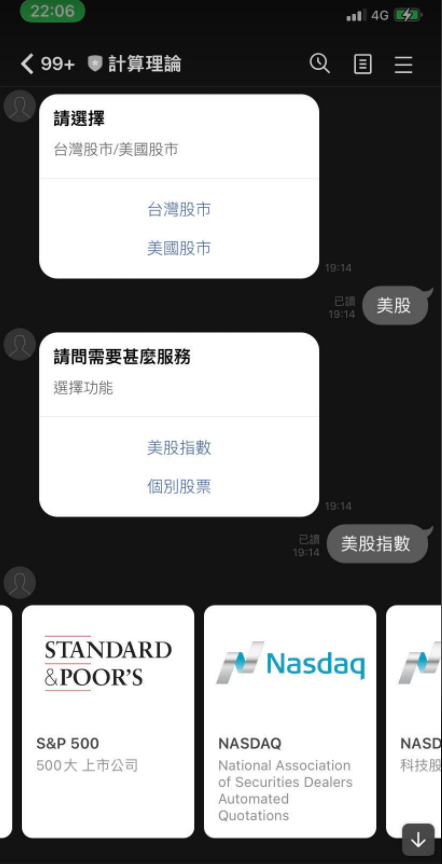 22:06
4G
99+ 計算理論
請選擇
台灣股市/美國股市
台灣股市
美國股市
19:14
已讀
19:14
美股
請問需要甚麼服務
選擇功能
美股指數
個別股票
19:14
已讀
19:14
美股指數
STANDARD
&POOR'S
S&P 500
500大 上市公司
Nasdaq
NASDAQ
National Association
of Securities Dealers
Automated
Quotations
NASD
科技股